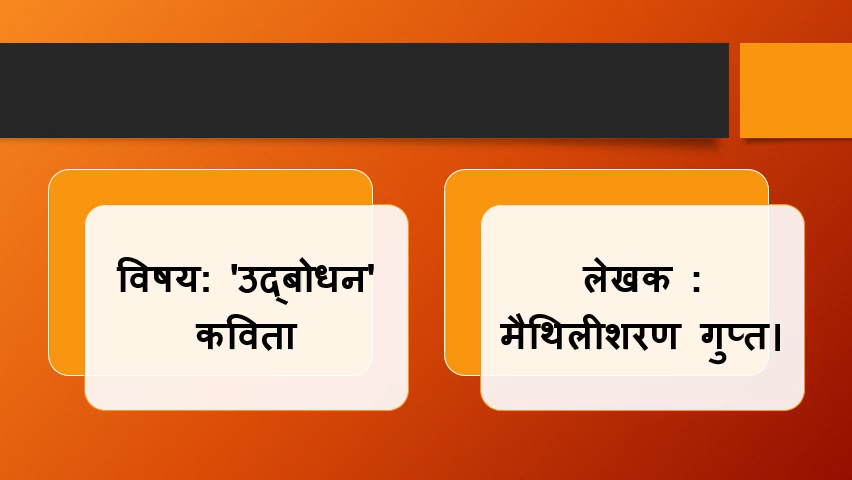 विषय: 'उद्‌बोधन'
कविता
लेखक :
मैथिलीशरण गुप्त।